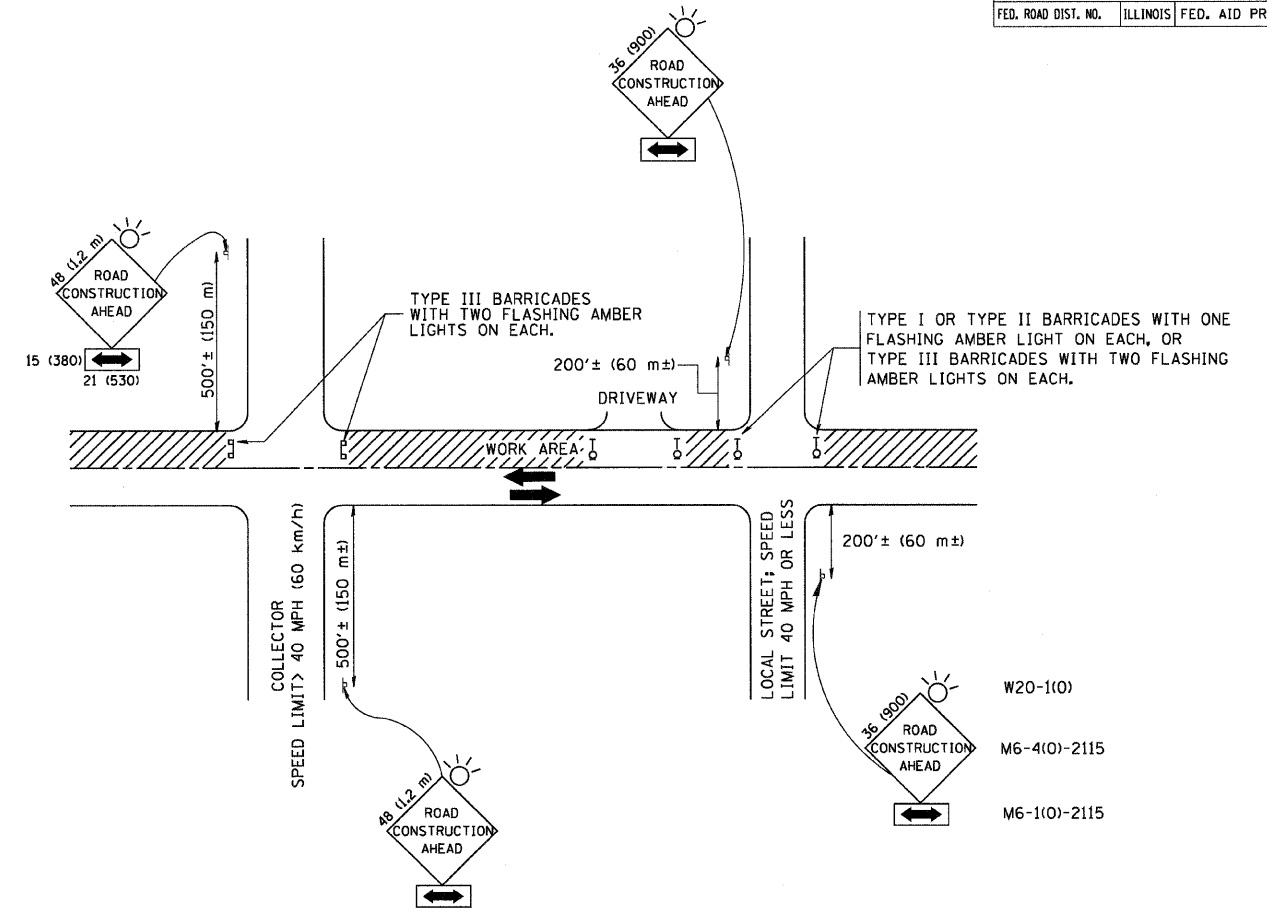 FED. ROAD DIST. NO. ILLINOIS FED. AID PR
36 (900)
ROAD
CONSTRUCTION
AHEAD
48 (1.2 m)
ROAD
CONSTRUCTION
AHEAD
15 (380)
21 (530)
500'± (150 m)
TYPE III BARRICADES
WITH TWO FLASHING AMBER
LIGHTS ON EACH.
200'± (60 m±)
DRIVEWAY
TYPE I OR TYPE II BARRICADES WITH ONE
FLASHING AMBER LIGHT ON EACH, OR
TYPE III BARRICADES WITH TWO FLASHING
AMBER LIGHTS ON EACH.
WORK AREA
COLLECTOR
SPEED LIMIT> 40 MPH (60 km/h)
500'± (150 m±)
LOCAL STREET; SPEED
LIMIT 40 MPH OR LESS
200'± (60 m±)
48 (1.2 m)
ROAD
CONSTRUCTION
AHEAD
36 (900)
ROAD
CONSTRUCTION
AHEAD
W20-1(O)
M6-4(O)-2115
M6-1(O)-2115